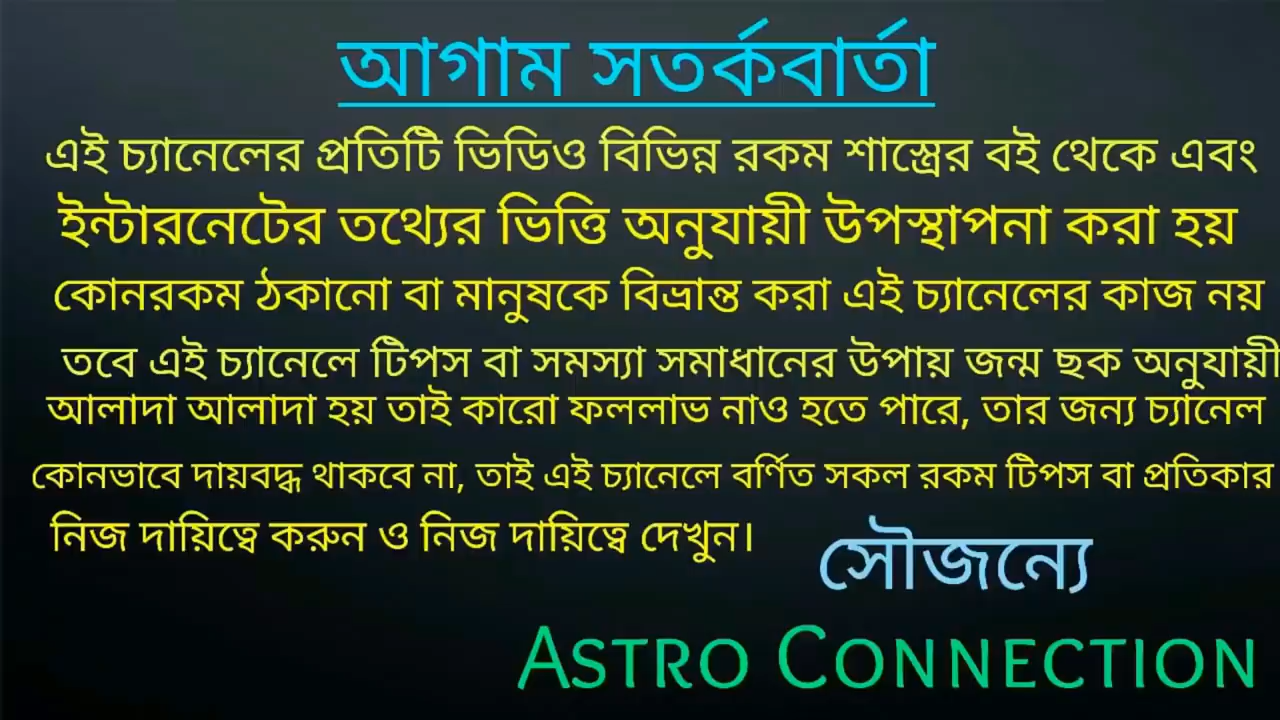 আগাম সতর্কবার্তা
এই চ্যানেলের প্রতিটি ভিডিও বিভিন্ন রকম শাস্ত্রের বই থেকে এবং
ইন্টারনেটের তথ্যের ভিত্তি অনুযায়ী উপস্থাপনা করা হয়
কোনরকম ঠকানো বা মানুষকে বিভ্রান্ত করা এই চ্যানেলের কাজ নয়
তবে এই চ্যানেলে টিপস বা সমস্যা সমাধানের উপায় জন্ম ছক অনুযায়ী
আলাদা আলাদা হয় তাই কারো ফললাভ নাও হতে পারে, তার জন্য চ্যানেল
কোনভাবে দায়বদ্ধ থাকবে না, তাই এই চ্যানেলে বর্ণিত সকল রকম টিপস বা প্রতিকার
নিজ দায়িত্বে করুন ও নিজ দায়িত্বে দেখুন।
সৌজন্যে
ASTRO CONNECTION